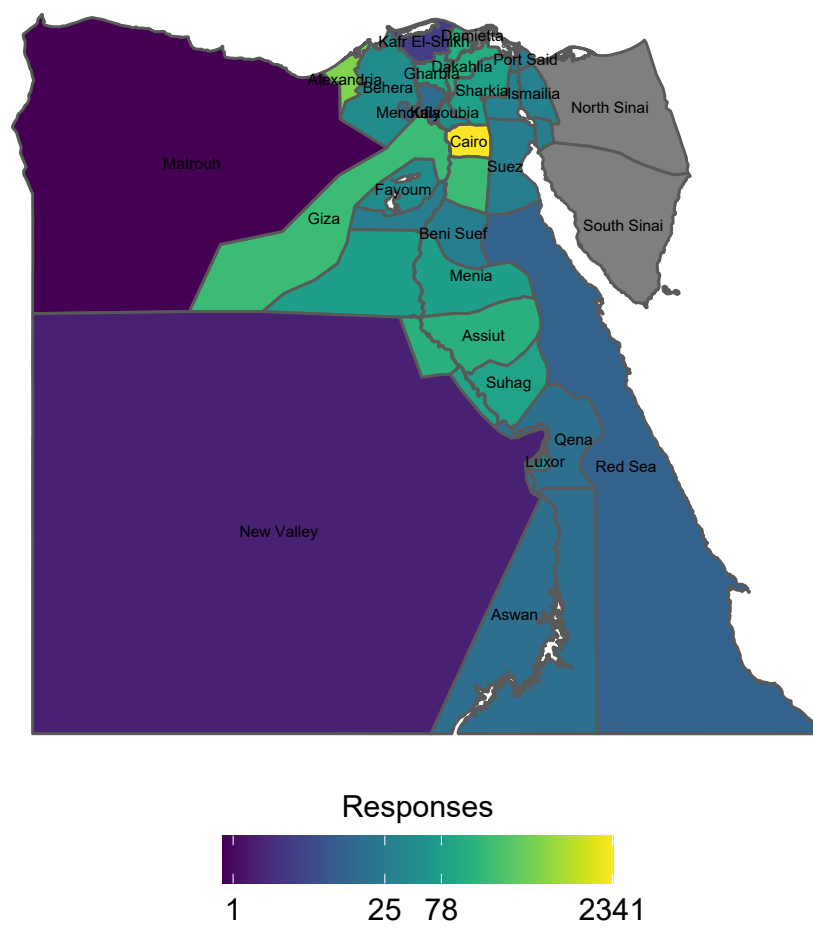 Damietta
Kafr El-Shikh
Port Said
Dakahlia
Gharbia
Alexandria
Behera
Sharkia
Ismailia
North Sinai
Menoufia
Kalyoubia
Cairo
Matrouh
Suez
Fayoum
Giza
South Sinai
Beni Suef
Menia
Assiut
Suhag
Qena
Luxor
Red Sea
New Valley
Aswan
Responses
1 25 78 2341